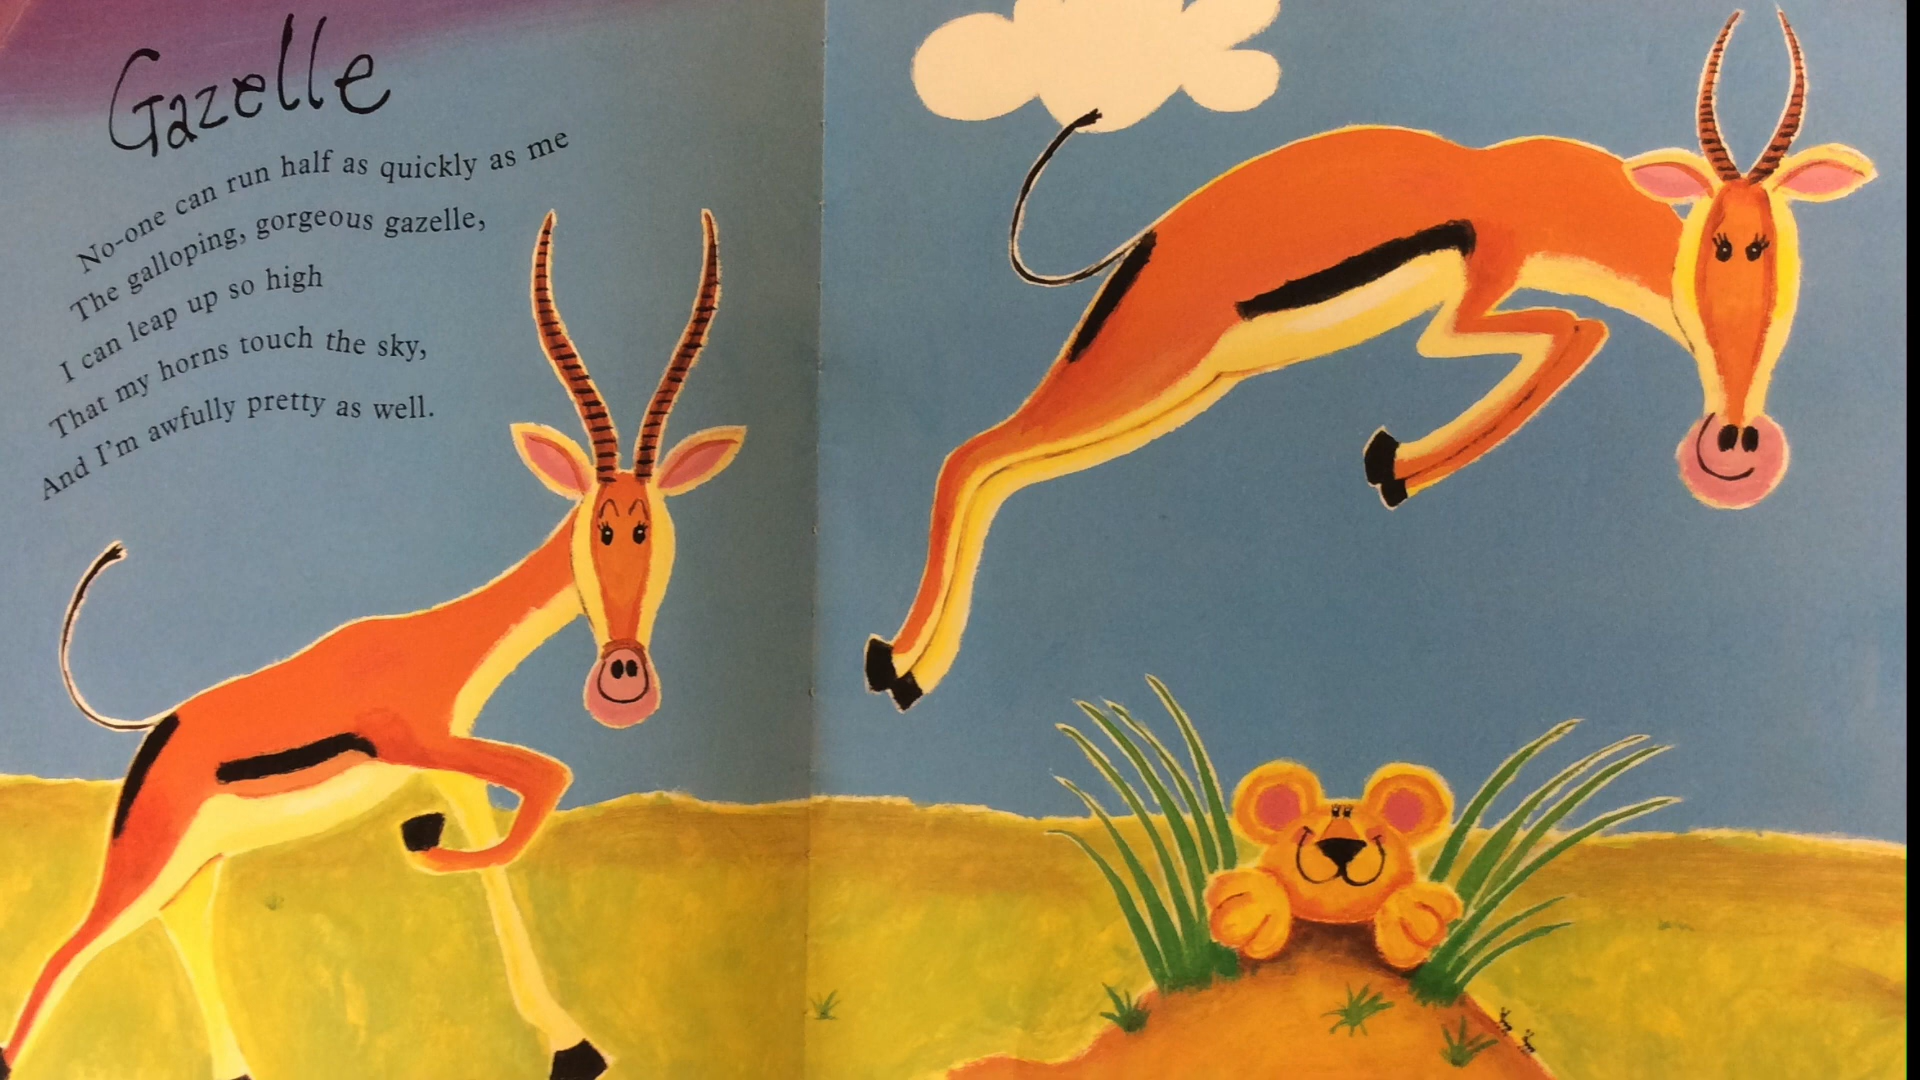 Gazelle
No-one can run half as quickly as me
The galloping, gorgeous gazelle,
I can leap up so high
That my horns touch the sky,
And I'm awfully pretty as well.